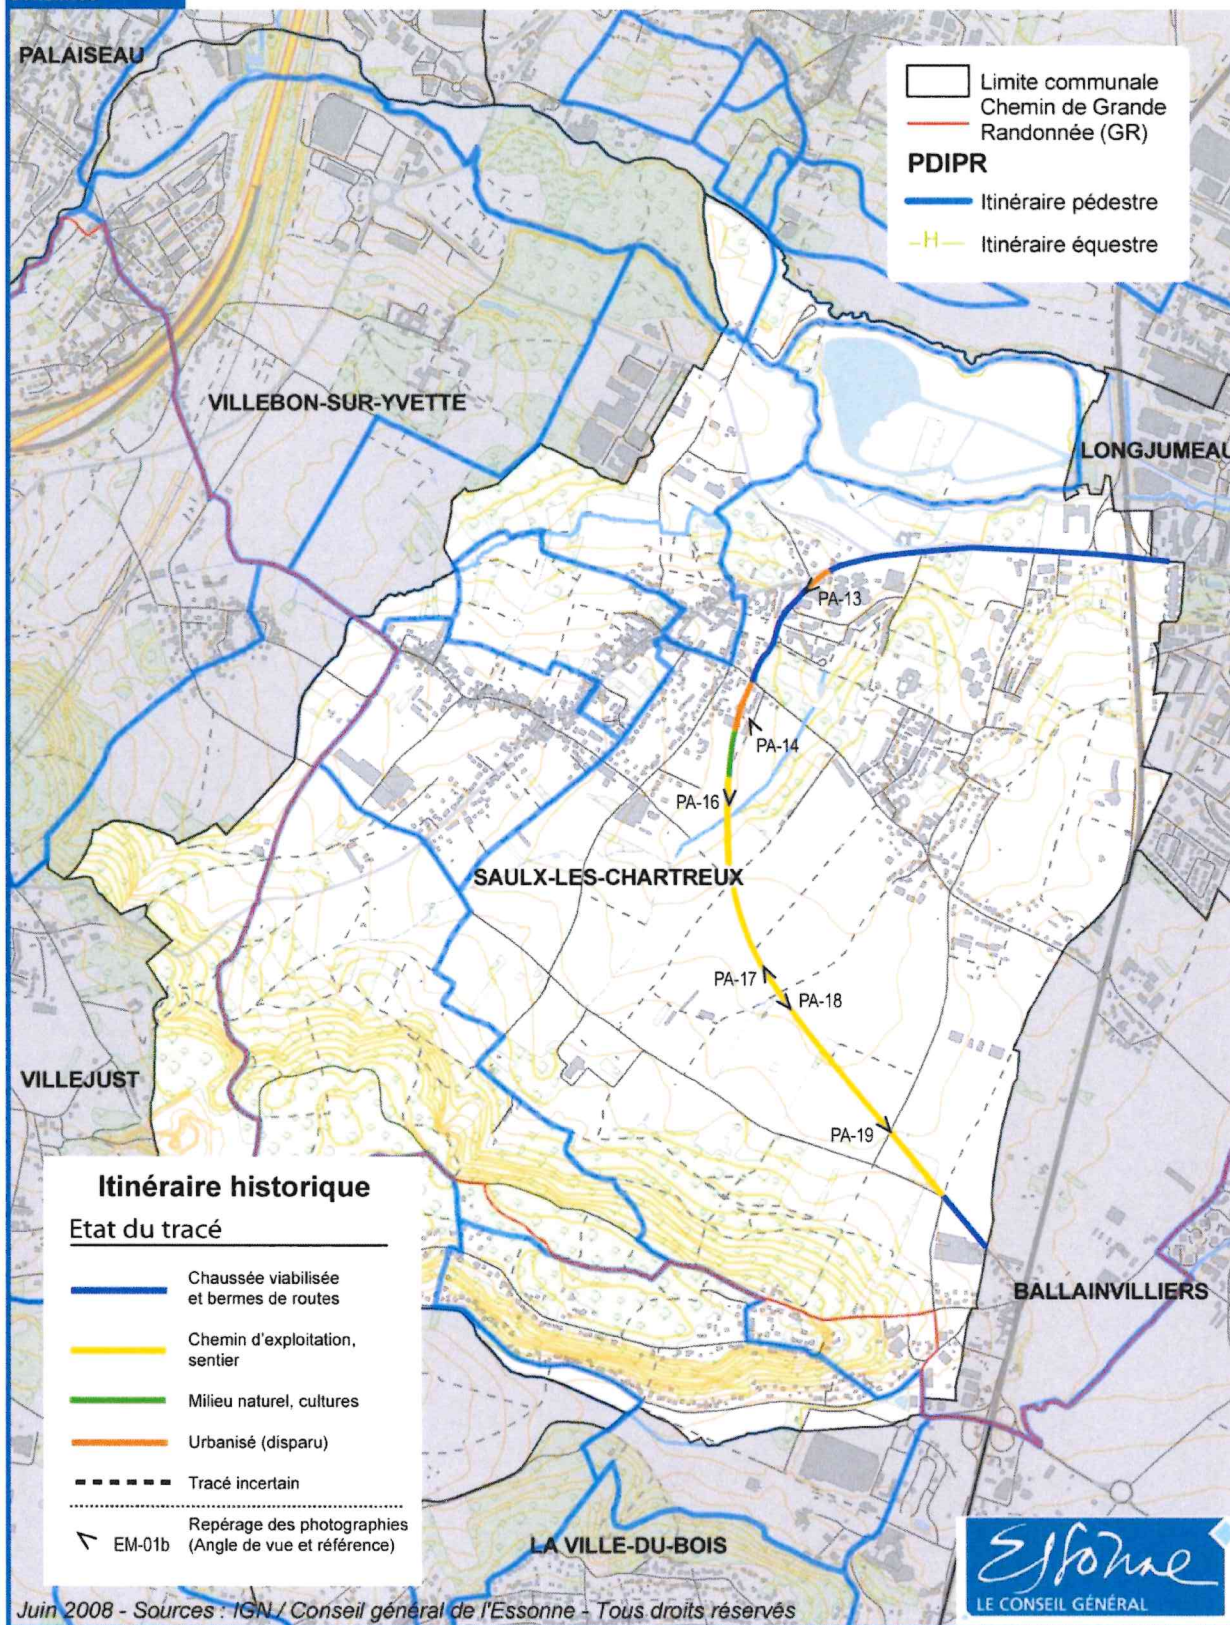 PALAISEAU
Limite communale
Chemin de Grande
Randonnée (GR)
PDIPR
Itinéraire pédestre
H Itinéraire équestre
VILLEBON-SUR-YVETTE
LONGJUMEAU
PA-13
PA-14
PA-16
SAULX-LES-CHARTREUX
PA-17
PA-18
VILLEJUST
PA-19
Itinéraire historique
Etat du tracé
Chaussée viabilisée
et bermes de routes
Chemin d'exploitation,
sentier
Milieu naturel, cultures
Urbanisé (disparu)
Tracé incertain
EM-01b Repérage des photographies
(Angle de vue et référence)
BALLAINVILLIERS
LA VILLE-DU-BOIS
Essonne
LE CONSEIL GÉNÉRAL
Juin 2008 - Sources : IGN / Conseil général de l'Essonne - Tous droits réservés